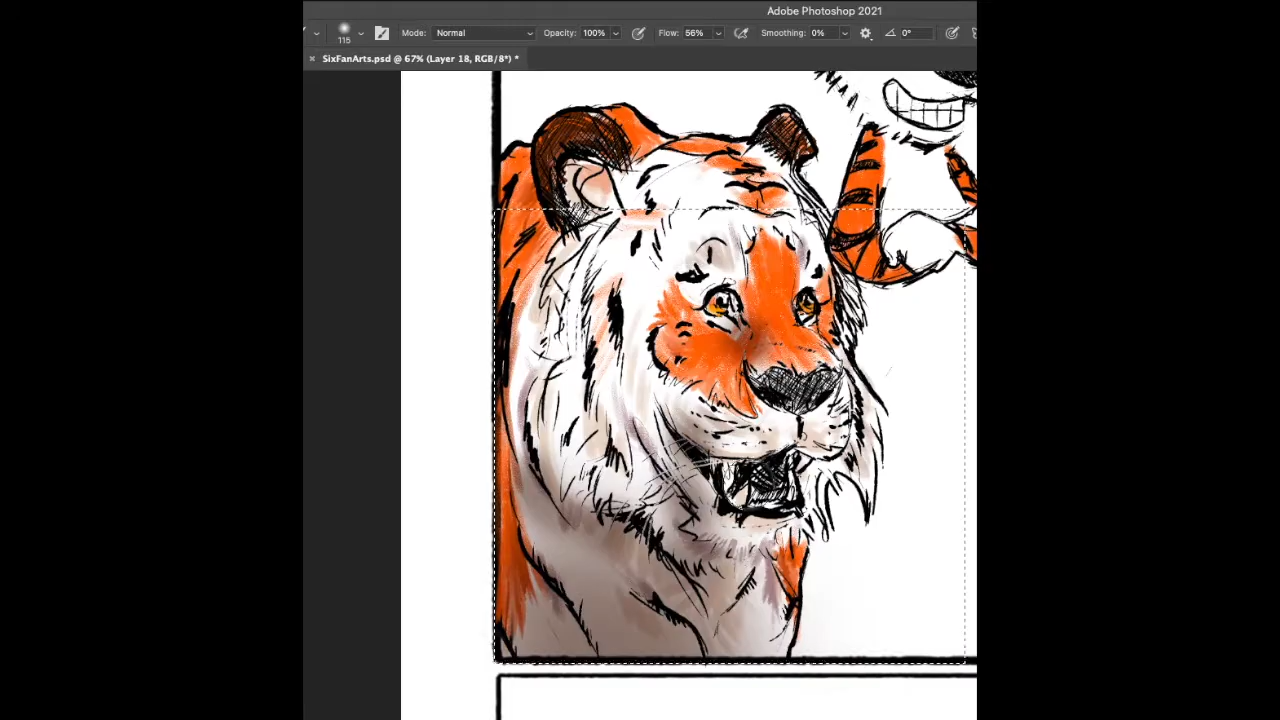 Adobe Photoshop 2021
115 Mode: Normal Opacity: 100% Flow: 56% Smoothing: 0% 0°
× SixFanArts.psd @ 67% (Layer 18, RGB/8*) *